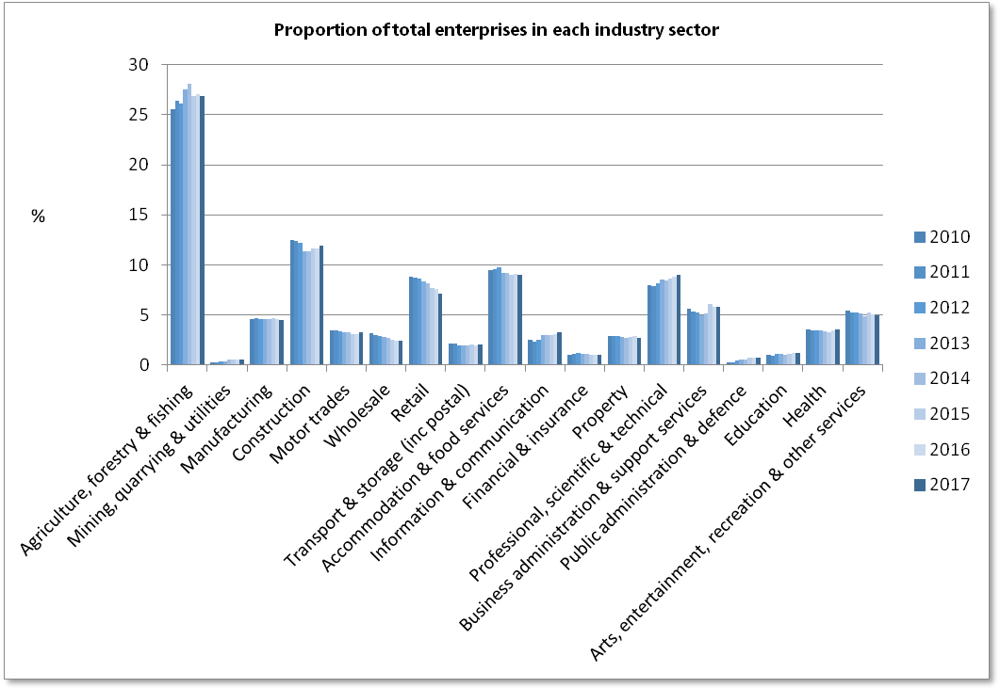 Proportion of total enterprises in each industry sector
30
25
20
15
10
5
0
%
Agriculture, forestry & fishing
Mining, quarrying & utilities
Manufacturing
Construction
Motor trades
Wholesale
Retail
Transport & storage (inc postal)
Accommodation & food services
Information & communication
Financial & insurance
Property
Professional, scientific & technical
Business administration & support services
Public administration & defence
Education
Health
Arts, entertainment, recreation & other services
2010
2011
2012
2013
2014
2015
2016
2017